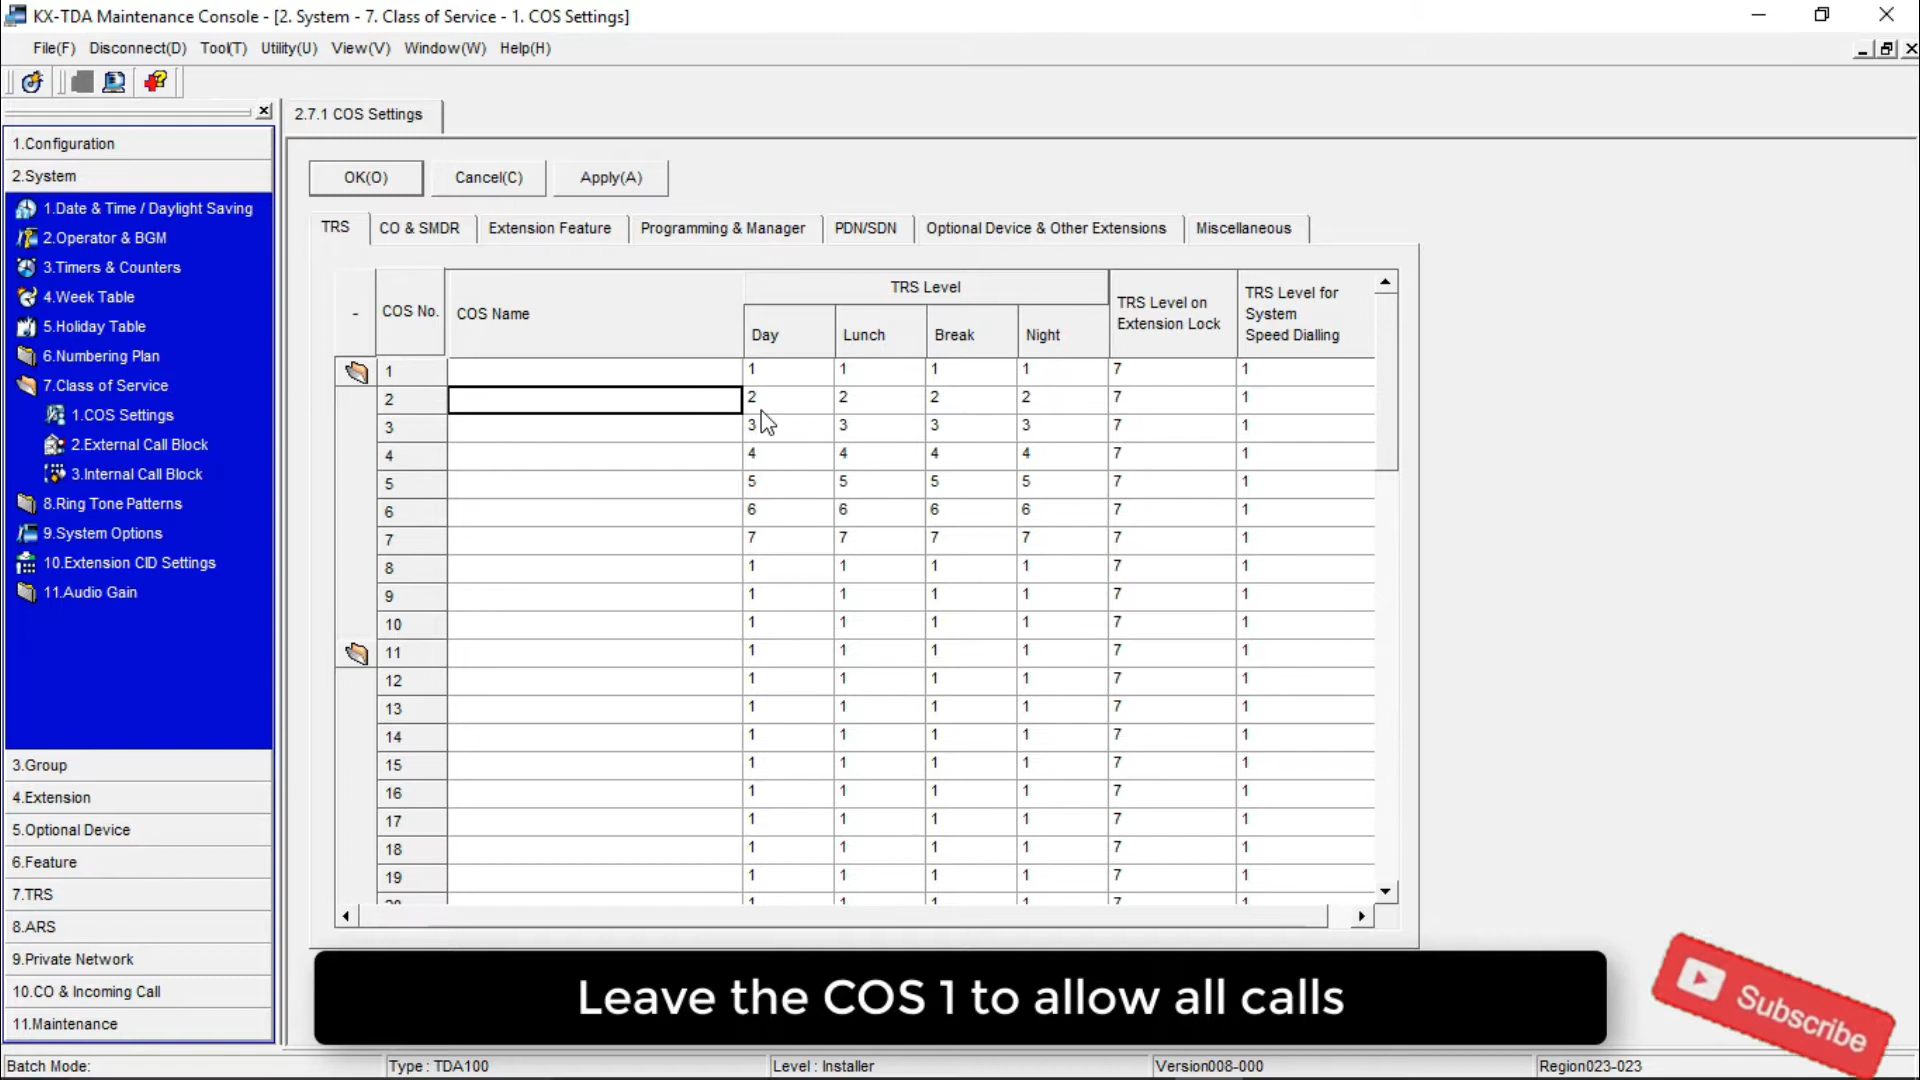 KX-TDA Maintenance Console - [2. System - 7. Class of Service - 1. COS Settings]
File(F) Disconnect(D) Tool(T) Utility(U) View(V) Window(W) Help(H)
1.Configuration
2.System
1.Date & Time / Daylight Saving
2.Operator & BGM
3.Timers & Counters
4.Week Table
5.Holiday Table
6.Numbering Plan
7.Class of Service
1.COS Settings
2.External Call Block
3.Internal Call Block
8.Ring Tone Patterns
9.System Options
10.Extension CID Settings
11.Audio Gain
3.Group
4.Extension
5.Optional Device
6.Feature
7.TRS
8.ARS
9.Private Network
10.CO & Incoming Call
11.Maintenance
2.7.1 COS Settings
OK(O) Cancel(C) Apply(A)
TRS CO & SMDR Extension Feature Programming & Manager PDN/SDN Optional Device & Other Extensions Miscellaneous
- COS No. COS Name TRS Level TRS Level on Extension Lock TRS Level for System Speed Dialling
Day Lunch Break Night
1 1 1 1 1 7 1
2 2 2 2 2 7 1
3 3 3 3 3 7 1
4 4 4 4 4 7 1
5 5 5 5 5 7 1
6 6 6 6 6 7 1
7 7 7 7 7 7 1
8 1 1 1 1 7 1
9 1 1 1 1 7 1
10 1 1 1 1 7 1
11 1 1 1 1 7 1
12 1 1 1 1 7 1
13 1 1 1 1 7 1
14 1 1 1 1 7 1
15 1 1 1 1 7 1
16 1 1 1 1 7 1
17 1 1 1 1 7 1
18 1 1 1 1 7 1
19 1 1 1 1 7 1
Leave the COS 1 to allow all calls
Subscribe
Batch Mode: Type : TDA100 Level : Installer Version008-000 Region023-023